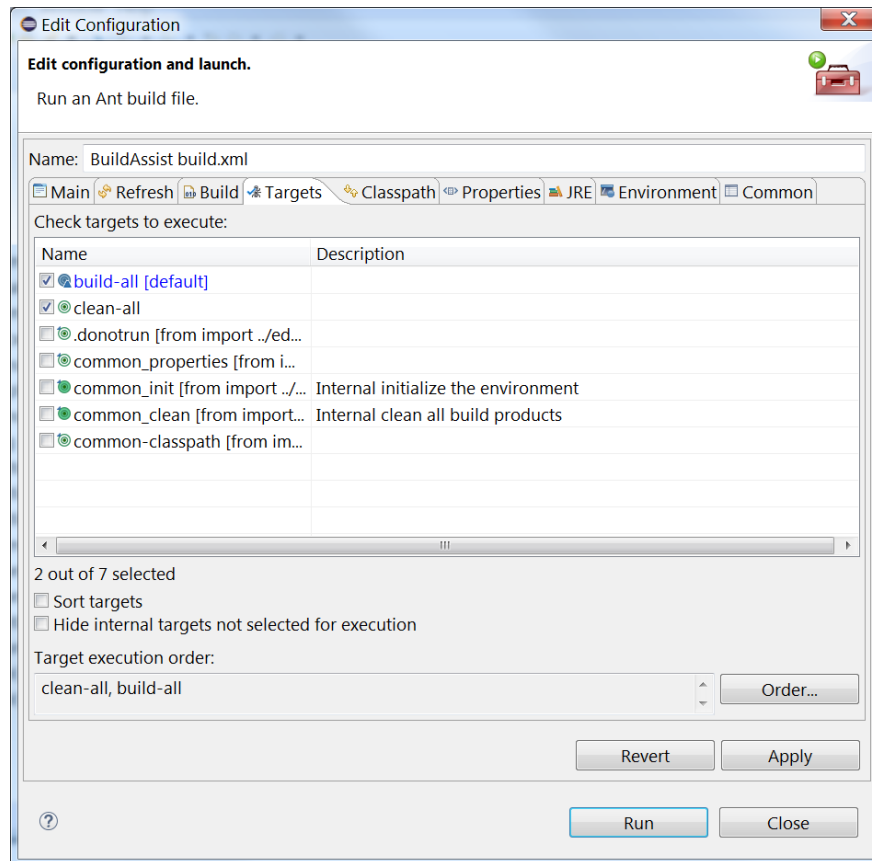 Edit Configuration
Edit configuration and launch.
Run an Ant build file.
Name: BuildAssist build.xml
Main Refresh Build Targets Classpath Properties JRE Environment Common
Check targets to execute:
Name Description
build-all [default]
clean-all
.donotrun [from import ../ed...
common_properties [from i...
common_init [from import ../... Internal initialize the environment
common_clean [from import... Internal clean all build products
common-classpath [from im...
2 out of 7 selected
Sort targets
Hide internal targets not selected for execution
Target execution order:
clean-all, build-all
Order...
Revert Apply
Run Close